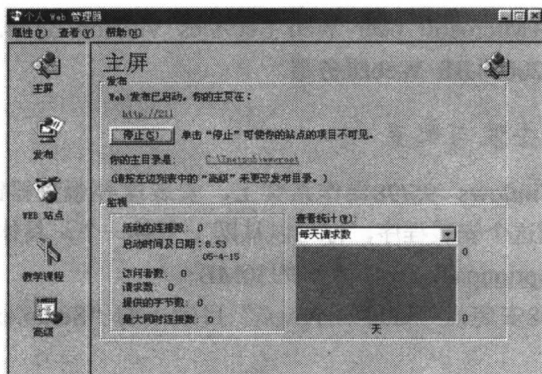 个人 Web 管理器
属性(P) 查看(V) 帮助(H)
主屏
发布
WEB 站点
教学课程
高级
主屏
发布
Web 发布已启动。你的主页在:
http://211
停止(S) 单击“停止”可使你的站点的项目不可见。
你的主目录是: C:\Inetpub\wwwroot
(请按左边列表中的“高级”来更改发布目录。)
监视
活动的连接数: 0
启动时间及日期: 8:53
05-4-15
访问者数: 0
请求数: 0
提供的字节数: 0
最大同时连接数: 0
查看统计(W):
每天请求数
0
0
天